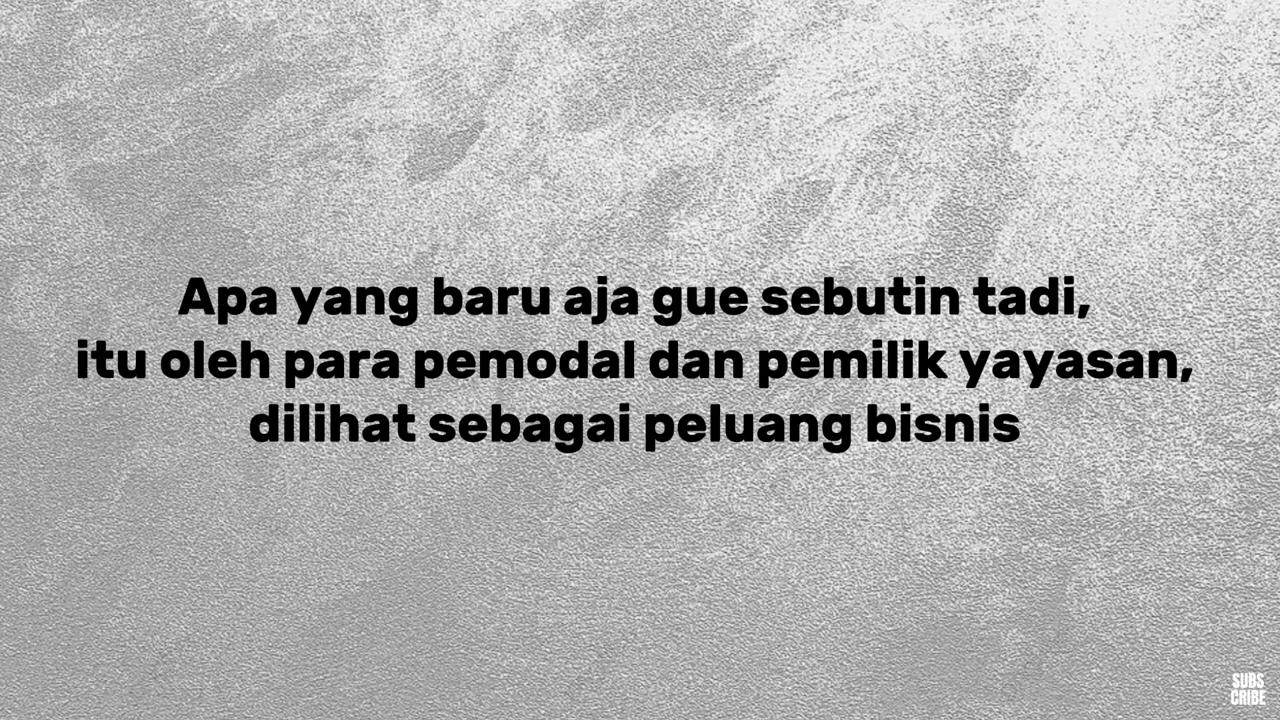 Apa yang baru aja gue sebutin tadi,
itu oleh para pemodal dan pemilik yayasan,
dilihat sebagai peluang bisnis
SUBS
CRIBE